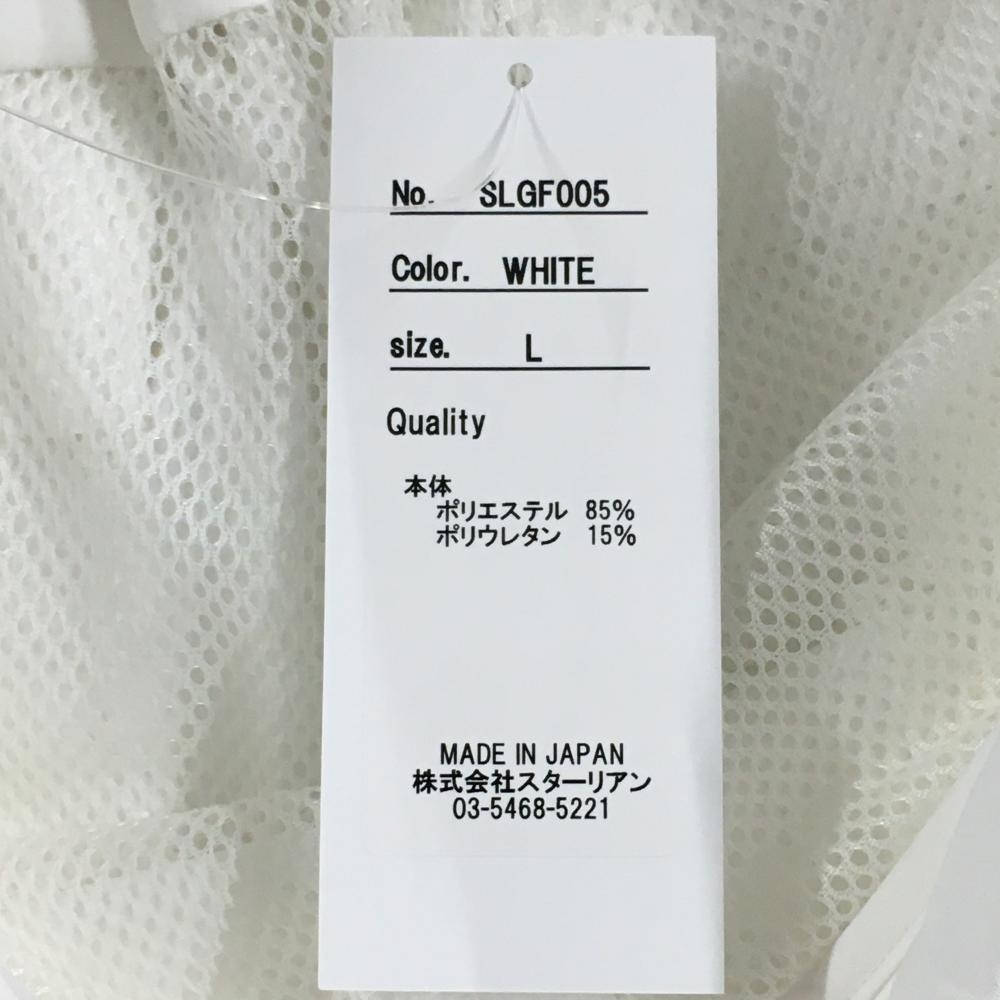 No. SLGF005
Color. WHITE
size. L
Quality
本体
ポリエステル 85%
ポリウレタン 15%
MADE IN JAPAN
株式会社スターリアン
03-5468-5221